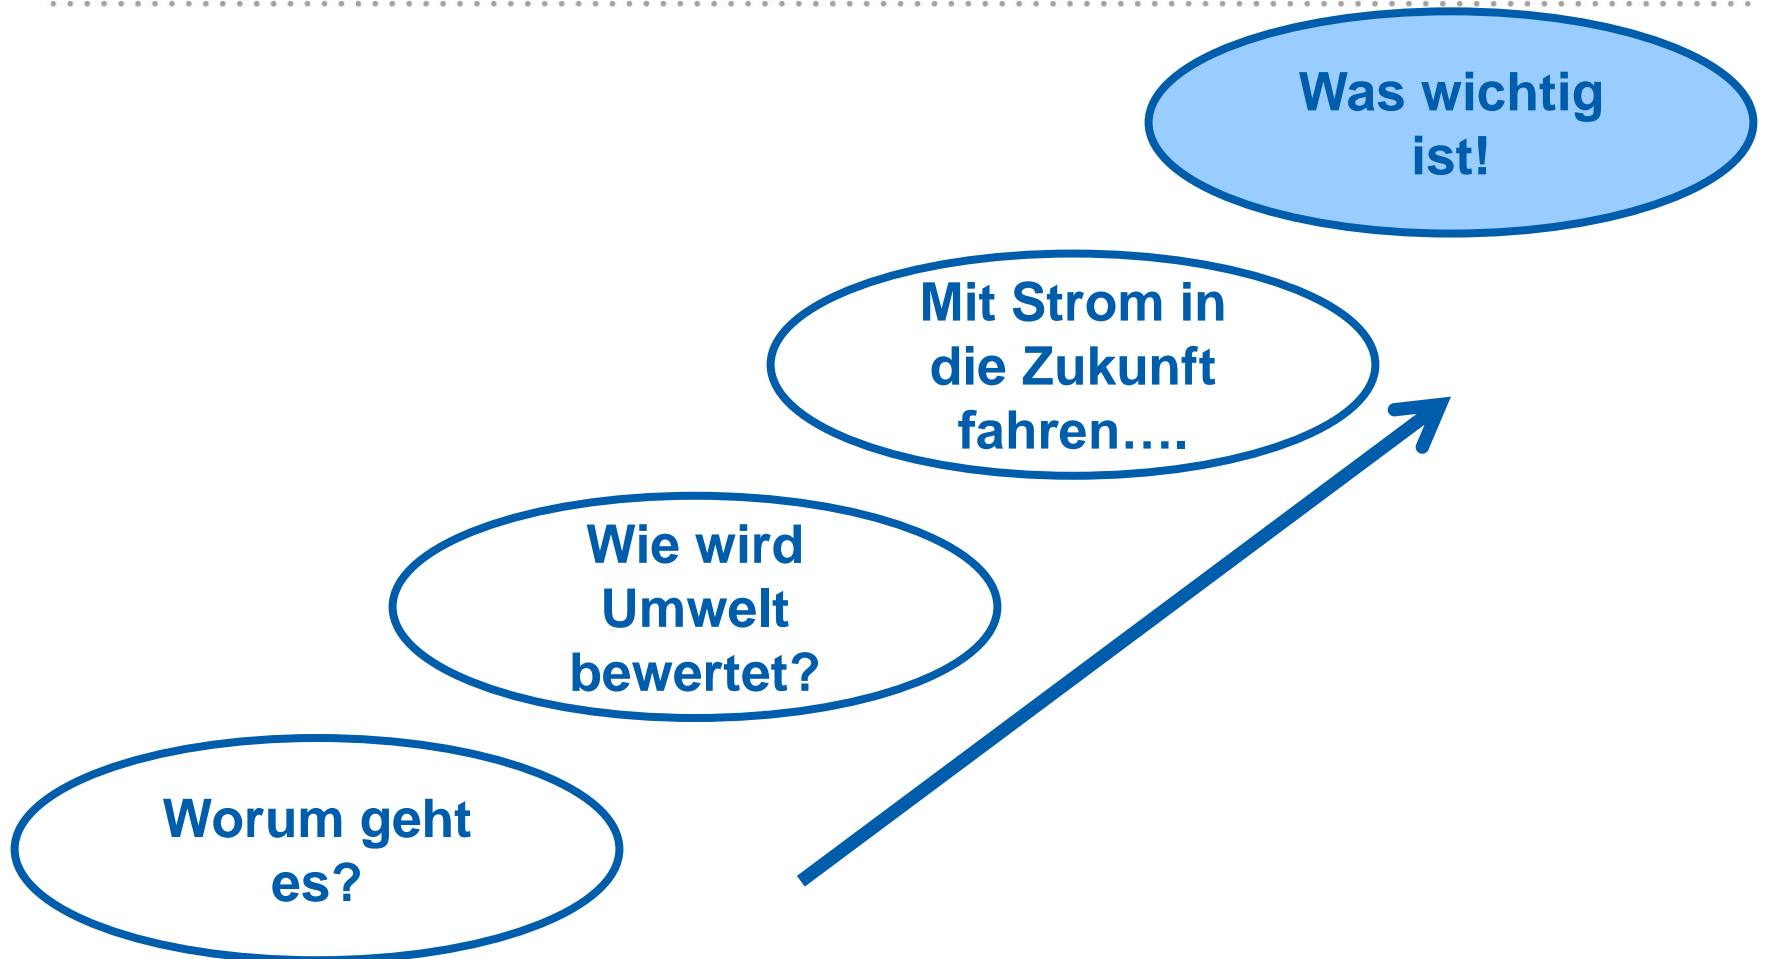 Was wichtig
ist!
Mit Strom in
die Zukunft
fahren….
Wie wird
Umwelt
bewertet?
Worum geht
es?